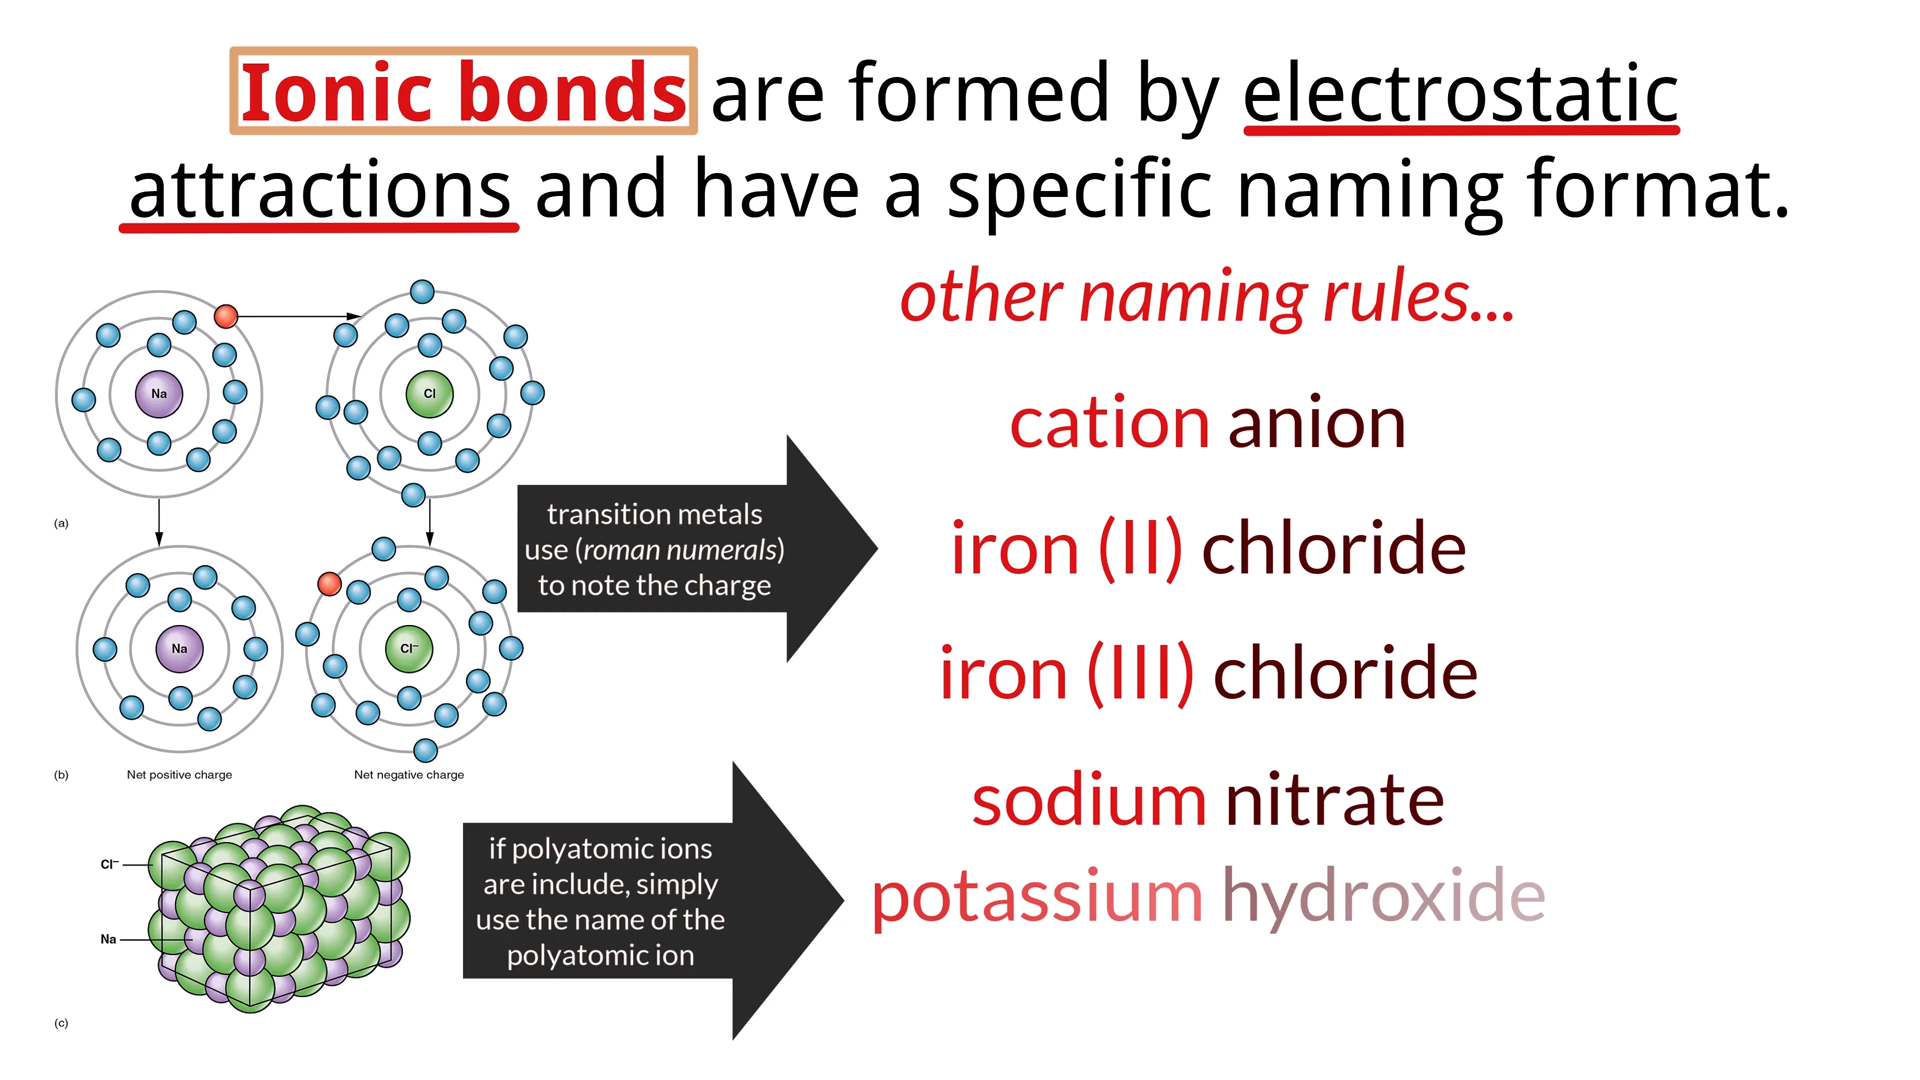 Ionic bonds are formed by electrostatic
attractions and have a specific naming format.
other naming rules...
cation anion
iron (II) chloride
iron (III) chloride
sodium nitrate
potassium hydroxide
transition metals
use (roman numerals)
to note the charge
if polyatomic ions
are include, simply
use the name of the
polyatomic ion
Na
Cl
(a)
Na
Cl⁻
(b)
Net positive charge
Net negative charge
Cl⁻
Na
(c)